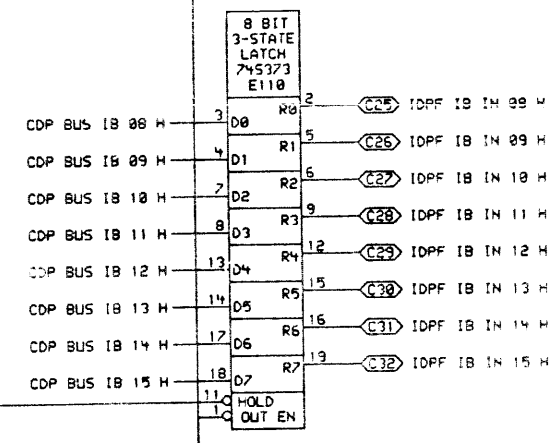 8 BIT
3-STATE
LATCH
74S373
E110
2
R0 C25 IDPF IB IN 08 H
CDP BUS IB 08 H 3 D0
5
R1 C26 IDPF IB IN 09 H
CDP BUS IB 09 H 4 D1
6
R2 C27 IDPF IB IN 10 H
CDP BUS IB 10 H 7 D2
9
R3 C28 IDPF IB IN 11 H
CDP BUS IB 11 H 8 D3
12
R4 C29 IDPF IB IN 12 H
CDP BUS IB 12 H 13 D4
15
R5 C30 IDPF IB IN 13 H
CDP BUS IB 13 H 14 D5
16
R6 C31 IDPF IB IN 14 H
CDP BUS IB 14 H 17 D6
19
R7 C32 IDPF IB IN 15 H
CDP BUS IB 15 H 18 D7
11 HOLD
1 OUT EN